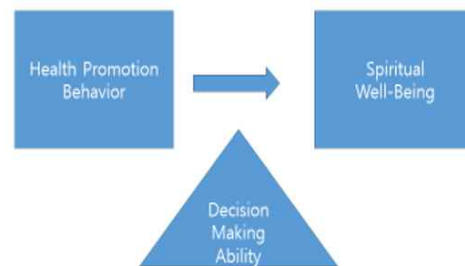 Health Promotion
Behavior
Spiritual
Well-Being
Decision
Making
Ability